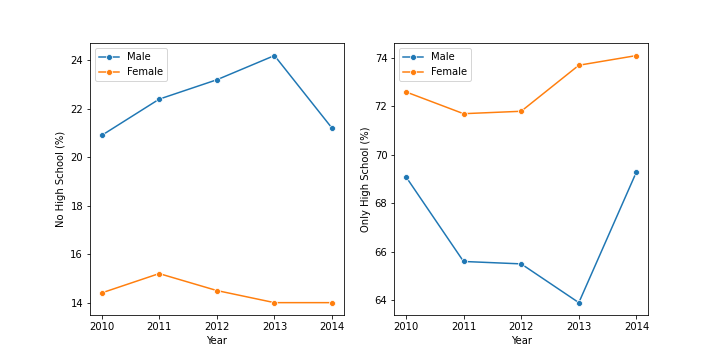 Male
Female
24
22
20
18
16
14
No High School (%)
2010 2011 2012 2013 2014
Year
Male
Female
74
72
70
68
66
64
Only High School (%)
2010 2011 2012 2013 2014
Year